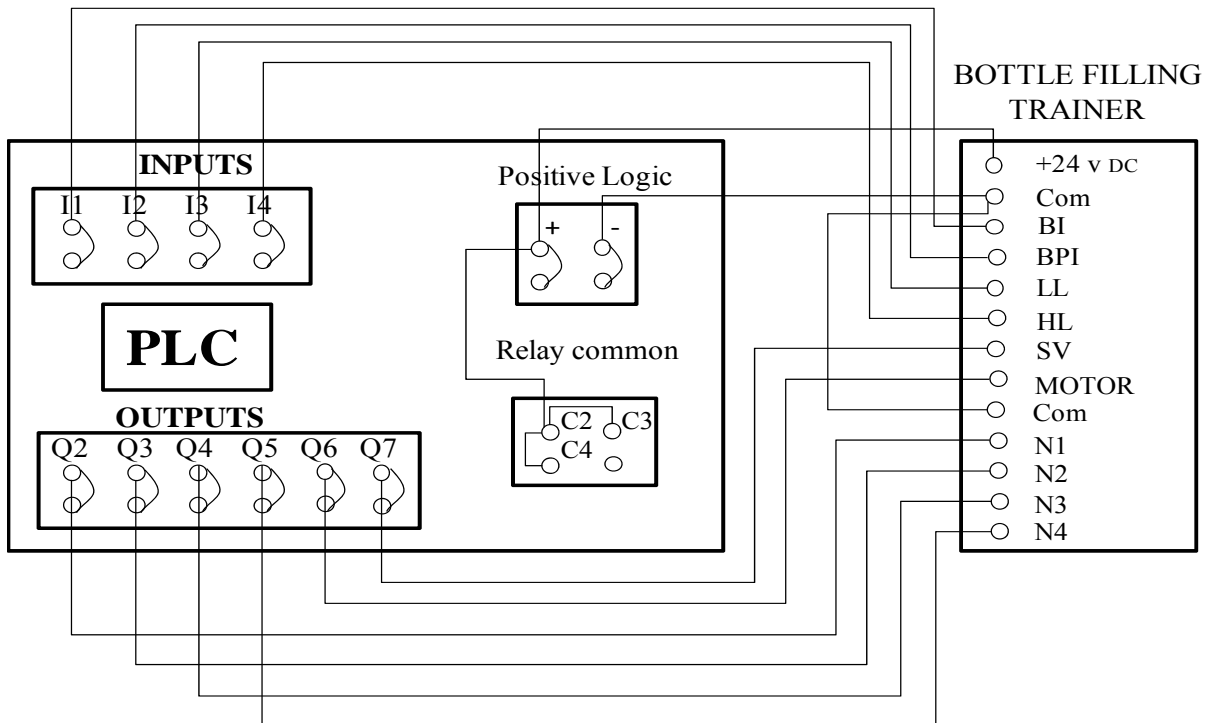 BOTTLE FILLING
TRAINER
INPUTS
I1 I2 I3 I4
Positive Logic
+ -
PLC
Relay common
C2 C3
C4
OUTPUTS
Q2 Q3 Q4 Q5 Q6 Q7
+24 v DC
Com
BI
BPI
LL
HL
SV
MOTOR
Com
N1
N2
N3
N4